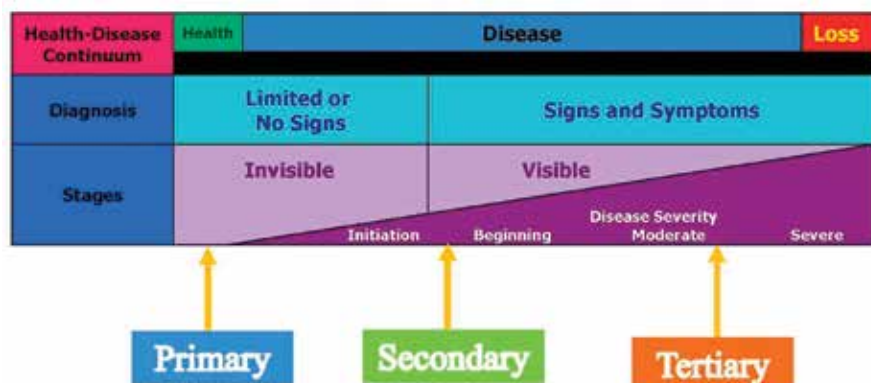 Health-Disease
Continuum
Health
Disease
Loss
Diagnosis
Limited or
No Signs
Signs and Symptoms
Stages
Invisible
Visible
Disease Severity
Initiation
Beginning
Moderate
Severe
Primary
Secondary
Tertiary